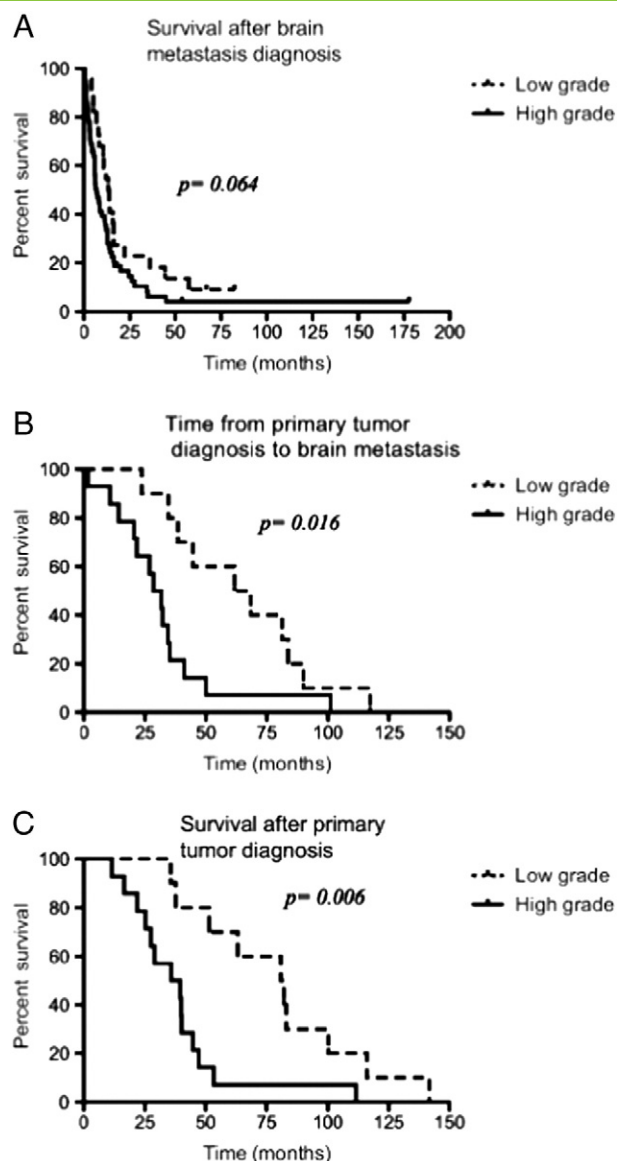 A
Survival after brain
metastasis diagnosis
Low grade
High grade
Percent survival
100
80
60
40
20
0
p= 0.064
0 25 50 75 100 125 150 175 200
Time (months)
B
Time from primary tumor
diagnosis to brain metastasis
Low grade
High grade
Percent survival
100
80
60
40
20
0
p= 0.016
0 25 50 75 100 125 150
Time (months)
C
Survival after primary
tumor diagnosis
Low grade
High grade
Percent survival
100
80
60
40
20
0
p= 0.006
0 25 50 75 100 125 150
Time (months)